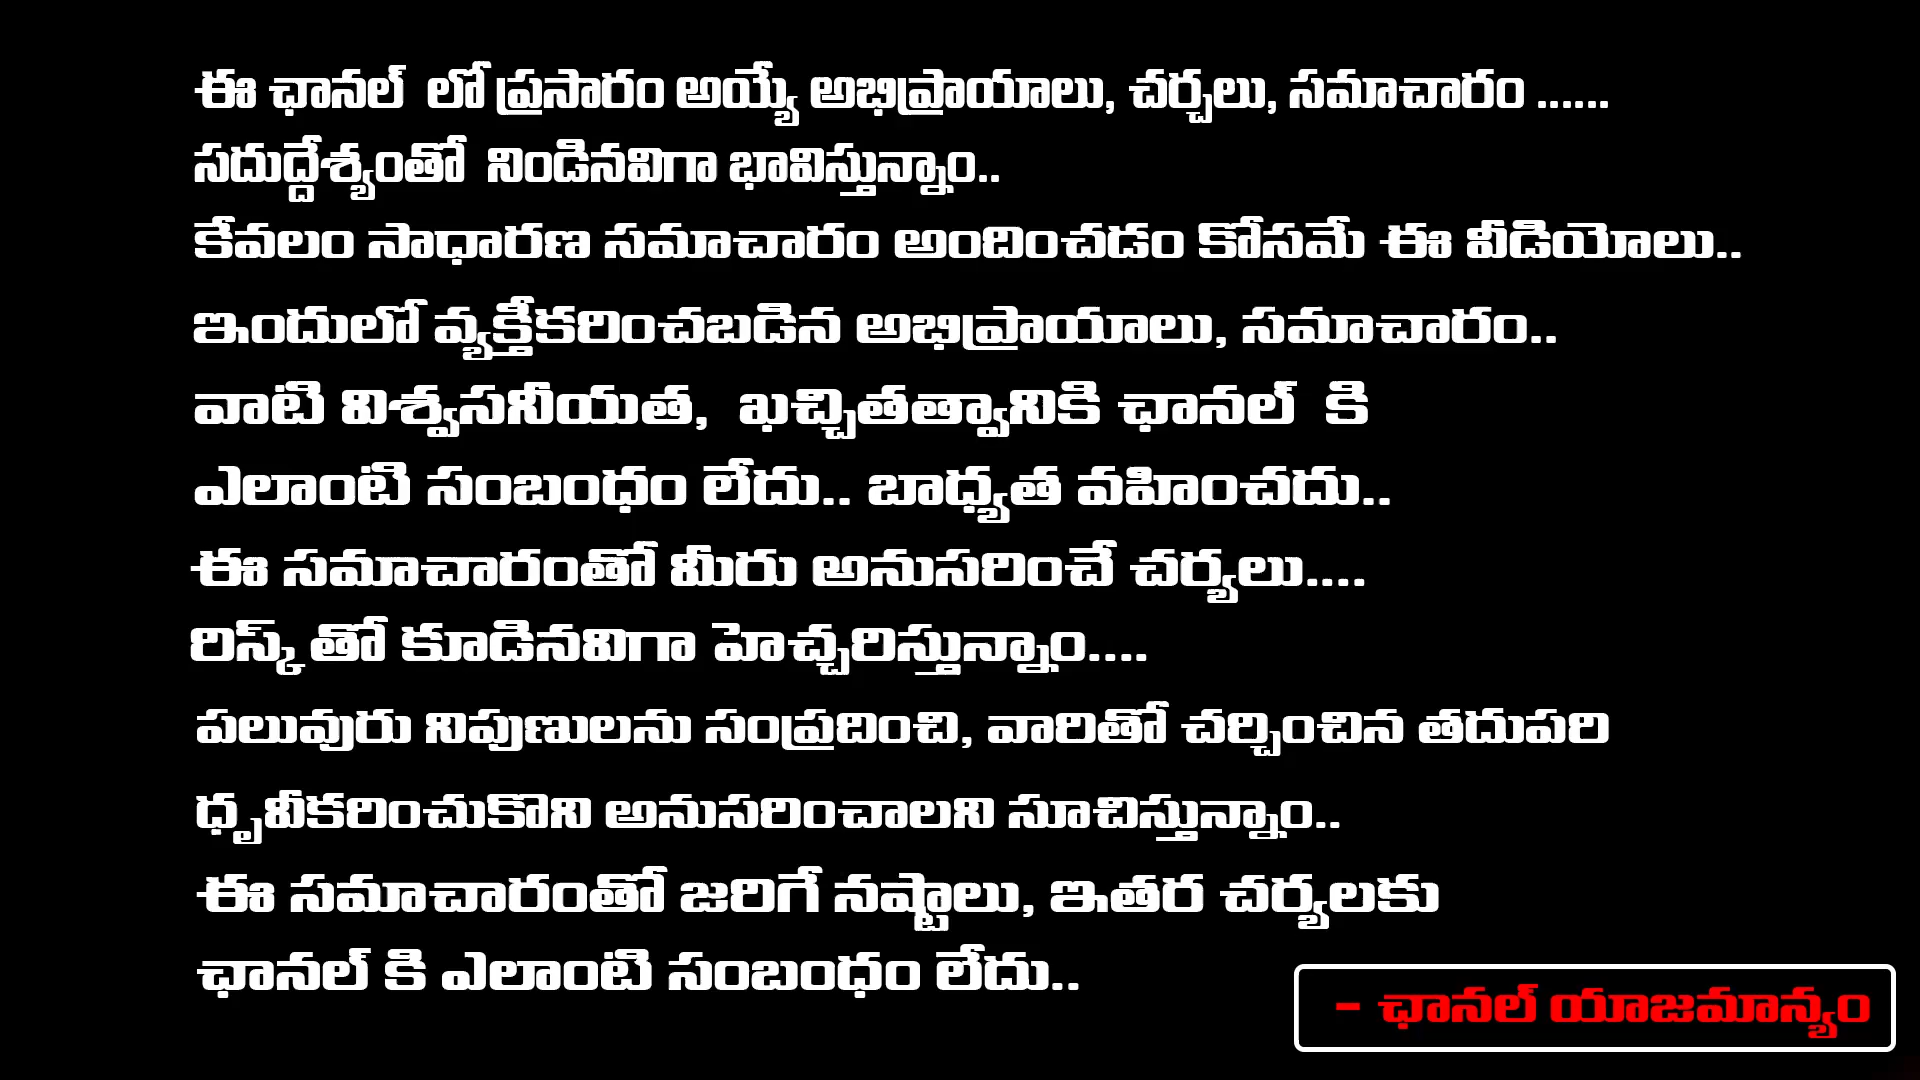 ఈ ఛానల్ లో ప్రసారం అయ్యే అభిప్రాయాలు, చర్చలు, సమాచారం ......
సదుద్దేశ్యంతో నిండినవిగా భావిస్తున్నాం..
కేవలం సాధారణ సమాచారం అందించడం కోసమే ఈ వీడియోలు..
ఇందులో వ్యక్తీకరించబడిన అభిప్రాయాలు, సమాచారం..
వాటి విశ్వసనీయత, ఖచ్చితత్వానికి ఛానల్ కి
ఎలాంటి సంబంధం లేదు.. బాధ్యత వహించదు..
ఈ సమాచారంతో మీరు అనుసరించే చర్యలు....
రిస్క్ తో కూడినవిగా హెచ్చరిస్తున్నాం....
పలువురు నిపుణులను సంప్రదించి, వారితో చర్చించిన తదుపరి
ధృవీకరించుకొని అనుసరించాలని సూచిస్తున్నాం..
ఈ సమాచారంతో జరిగే నష్టాలు, ఇతర చర్యలకు
ఛానల్ కి ఎలాంటి సంబంధం లేదు..
- ఛానల్ యాజమాన్యం